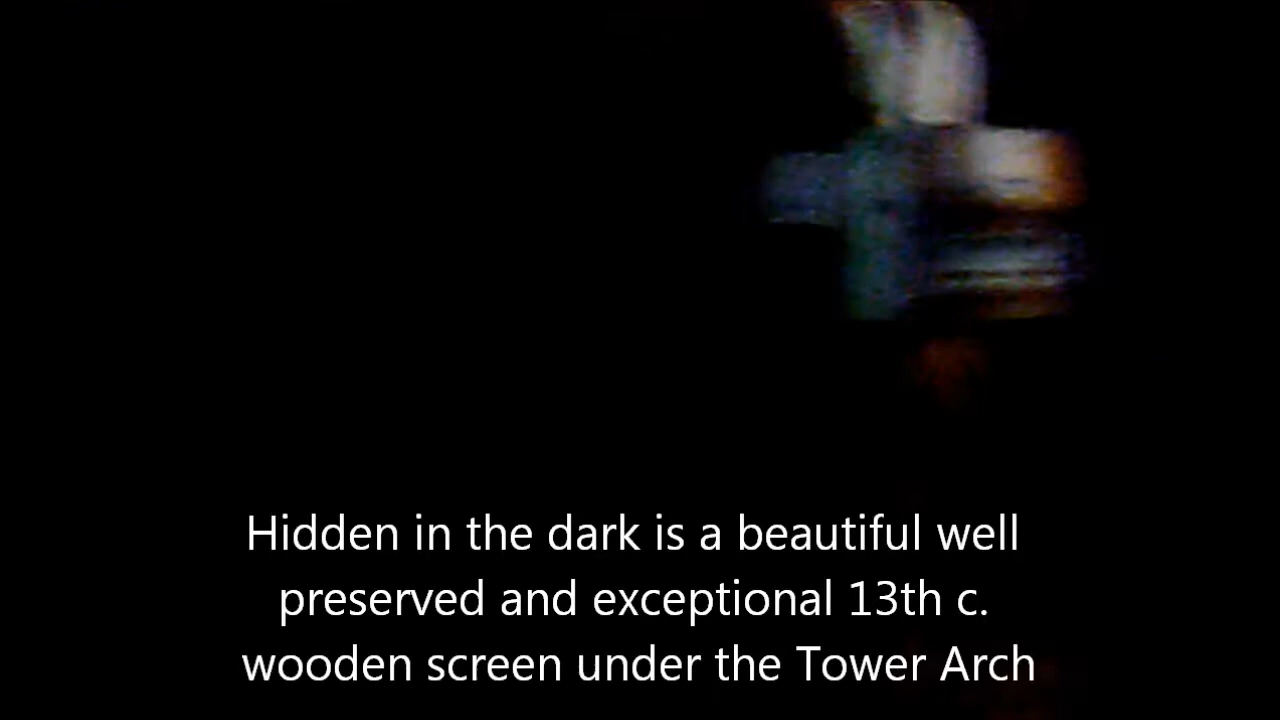 Hidden in the dark is a beautiful well
preserved and exceptional 13th c.
wooden screen under the Tower Arch